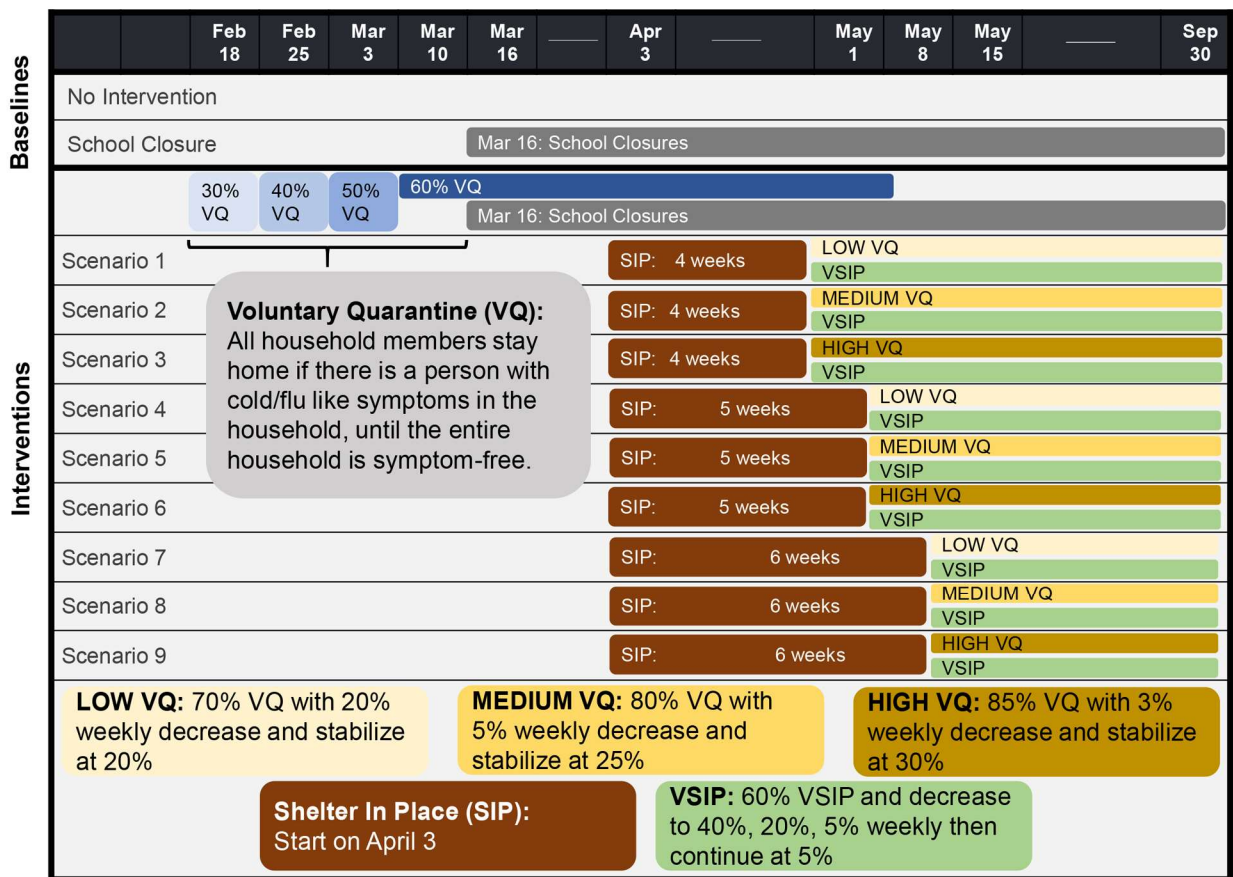 Feb 18 Feb 25 Mar 3 Mar 10 Mar 16 Apr 3 May 1 May 8 May 15 Sep 30
Baselines
No Intervention
School Closure
Mar 16: School Closures
Interventions
30% VQ
40% VQ
50% VQ
60% VQ
Mar 16: School Closures
Scenario 1
SIP: 4 weeks
LOW VQ
VSIP
Scenario 2
SIP: 4 weeks
MEDIUM VQ
VSIP
Scenario 3
SIP: 4 weeks
HIGH VQ
VSIP
Scenario 4
SIP: 5 weeks
LOW VQ
VSIP
Scenario 5
SIP: 5 weeks
MEDIUM VQ
VSIP
Scenario 6
SIP: 5 weeks
HIGH VQ
VSIP
Scenario 7
SIP: 6 weeks
LOW VQ
VSIP
Scenario 8
SIP: 6 weeks
MEDIUM VQ
VSIP
Scenario 9
SIP: 6 weeks
HIGH VQ
VSIP
Voluntary Quarantine (VQ):
All household members stay
home if there is a person with
cold/flu like symptoms in the
household, until the entire
household is symptom-free.
LOW VQ: 70% VQ with 20%
weekly decrease and stabilize
at 20%
MEDIUM VQ: 80% VQ with
5% weekly decrease and
stabilize at 25%
HIGH VQ: 85% VQ with 3%
weekly decrease and stabilize
at 30%
Shelter In Place (SIP):
Start on April 3
VSIP: 60% VSIP and decrease
to 40%, 20%, 5% weekly then
continue at 5%